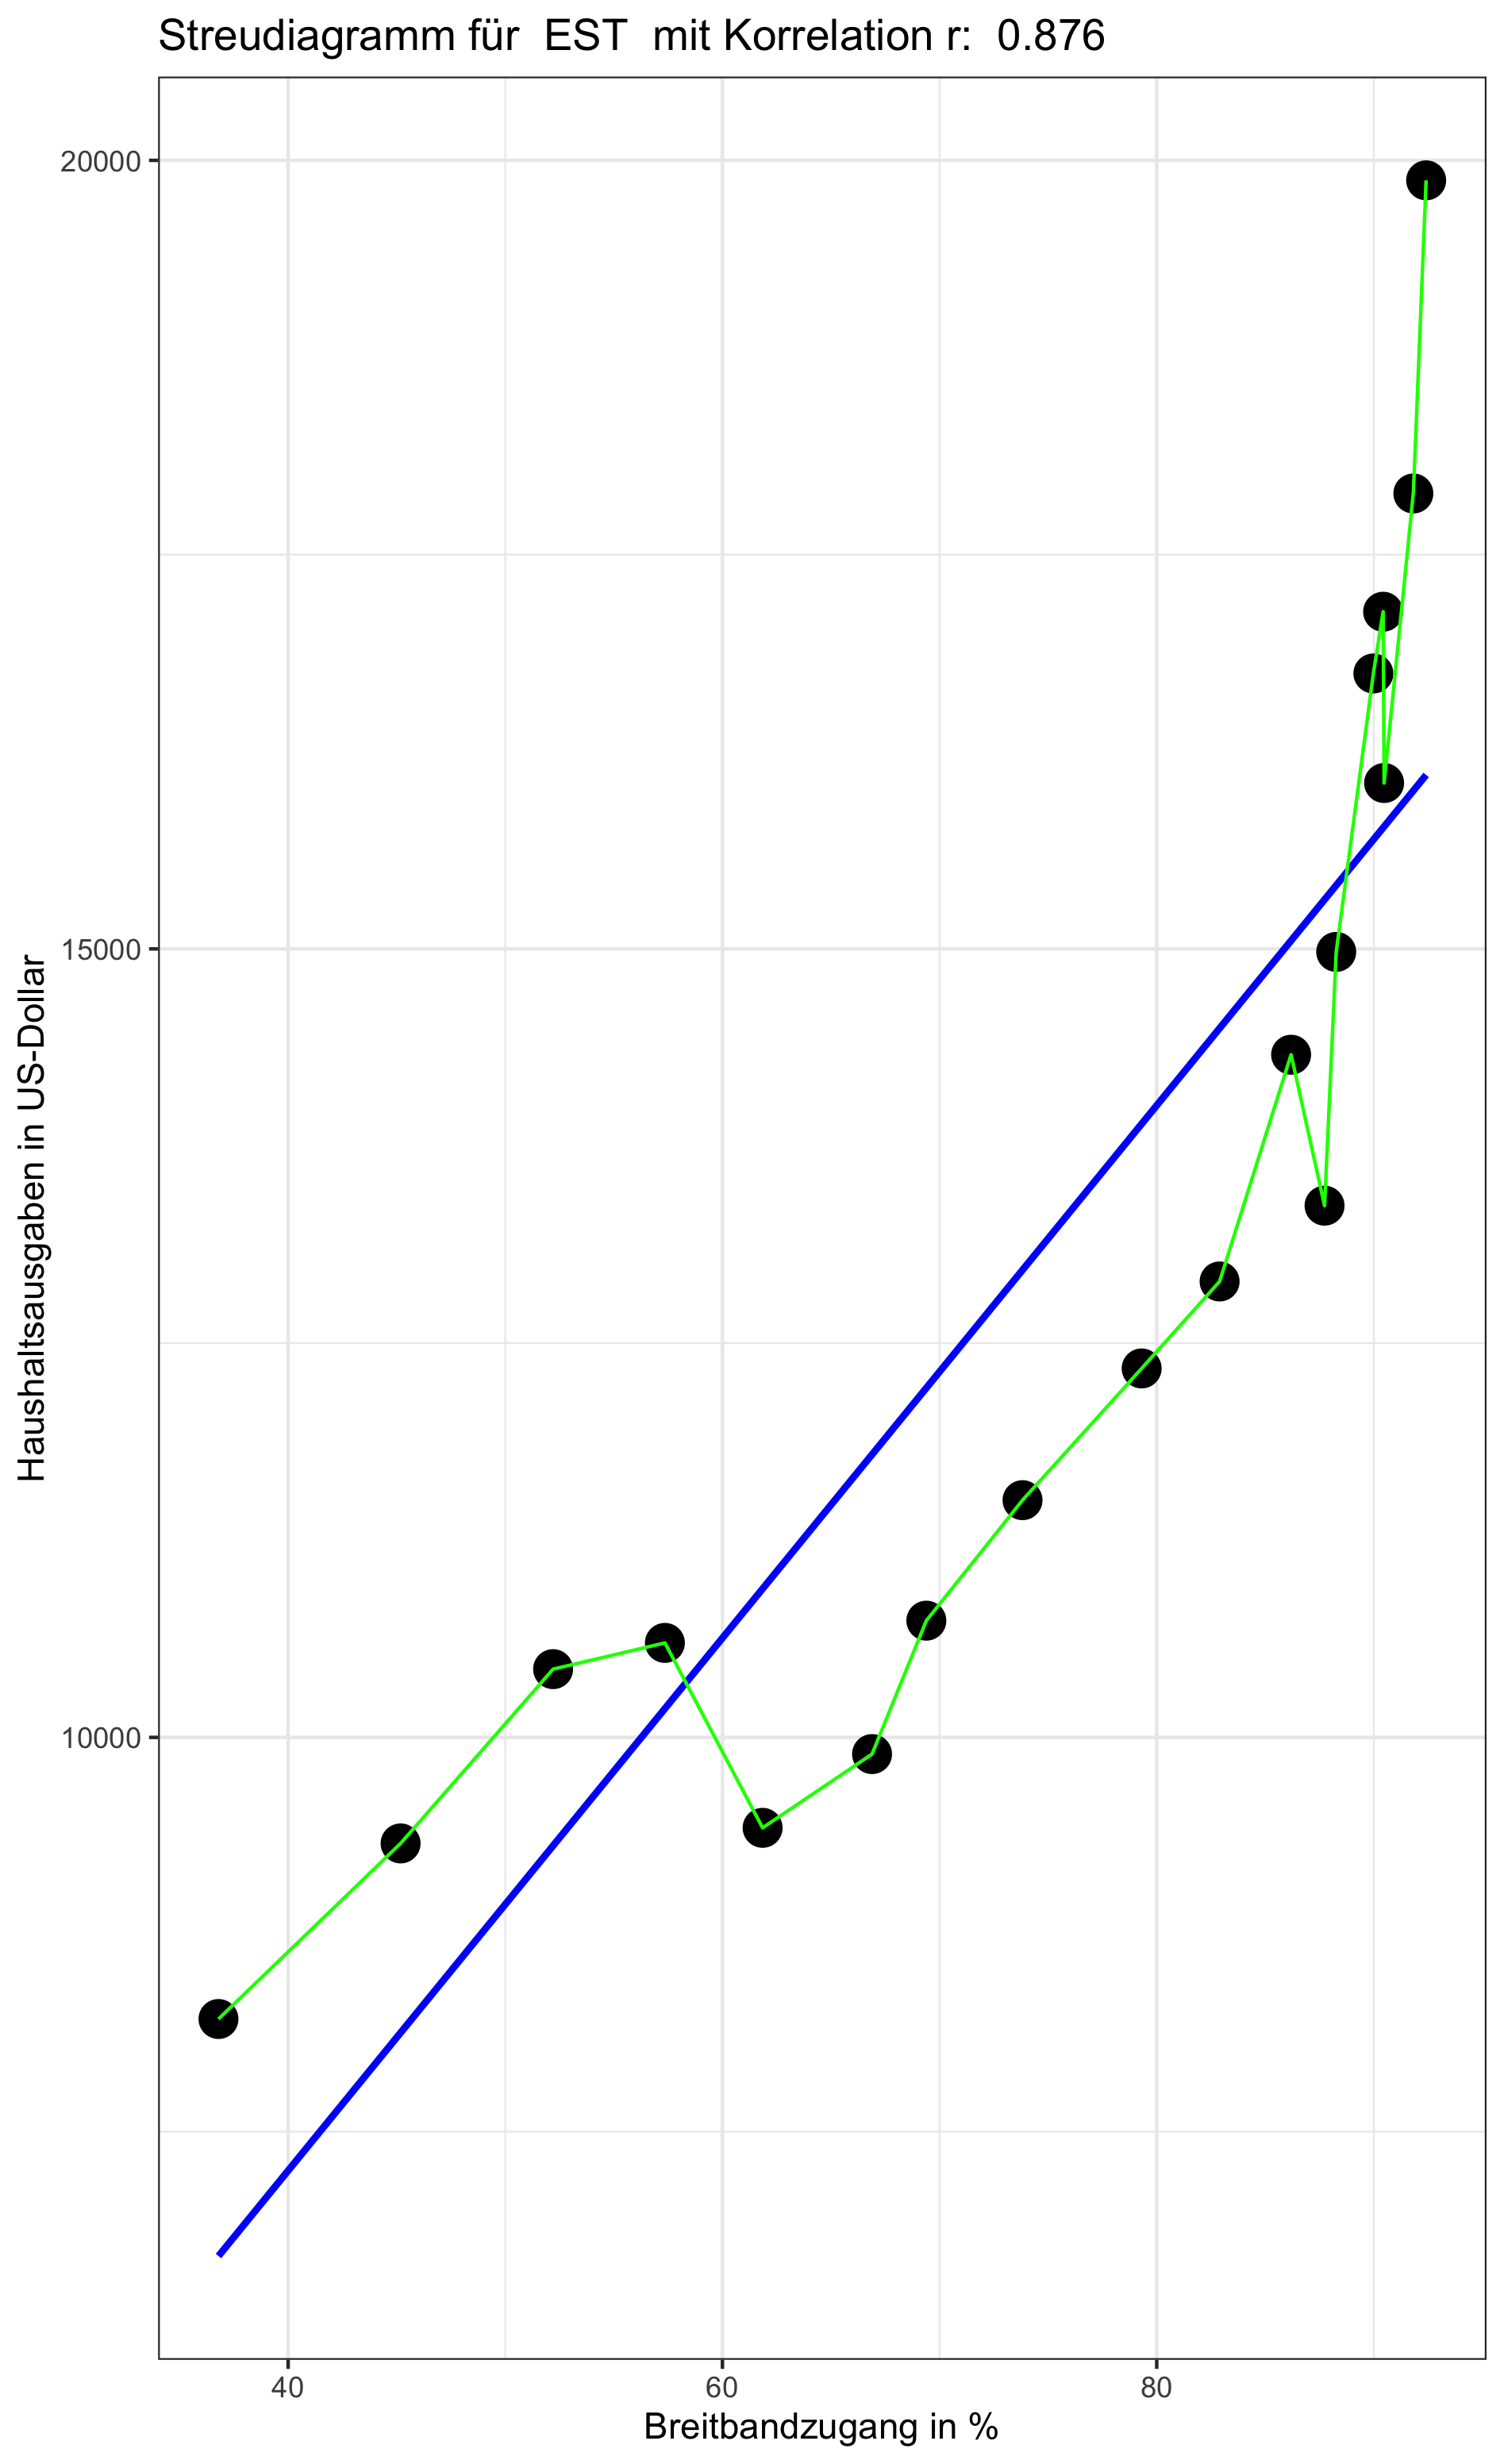 Streudiagramm für EST mit Korrelation r: 0.876
20000
15000
10000
Haushaltsausgaben in US-Dollar
40 60 80
Breitbandzugang in %